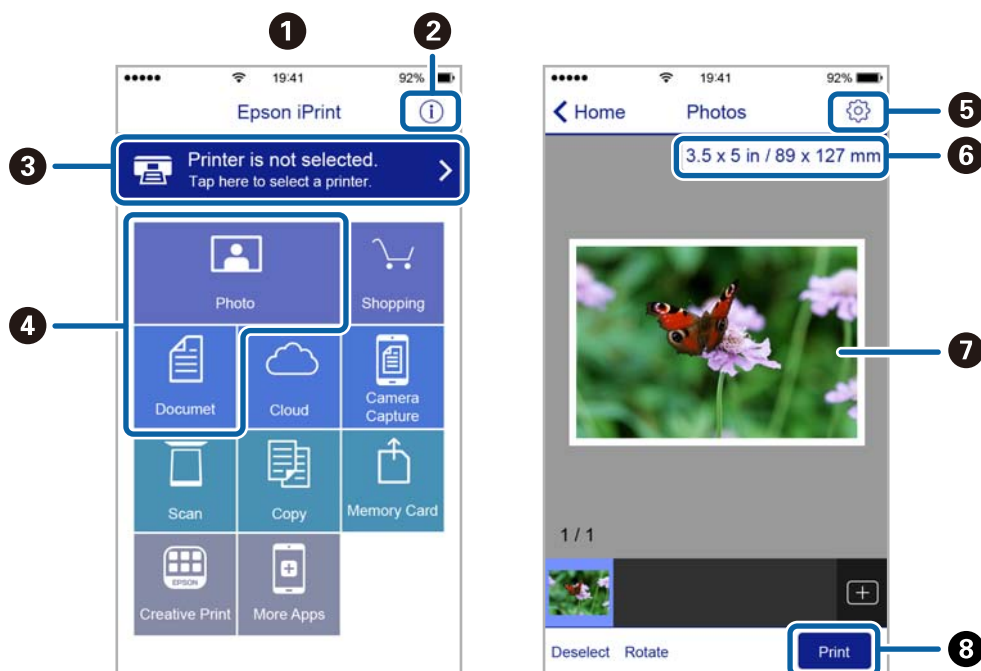 1
2
19:41
92%
Epson iPrint
3
Printer is not selected.
Tap here to select a printer.
4
Photo
Shopping
Documet
Cloud
Camera
Capture
Scan
Copy
Memory Card
EPSON
Creative Print
More Apps
19:41
92%
Home
Photos
5
3.5 x 5 in / 89 x 127 mm
6
7
1 / 1
Deselect
Rotate
Print
8